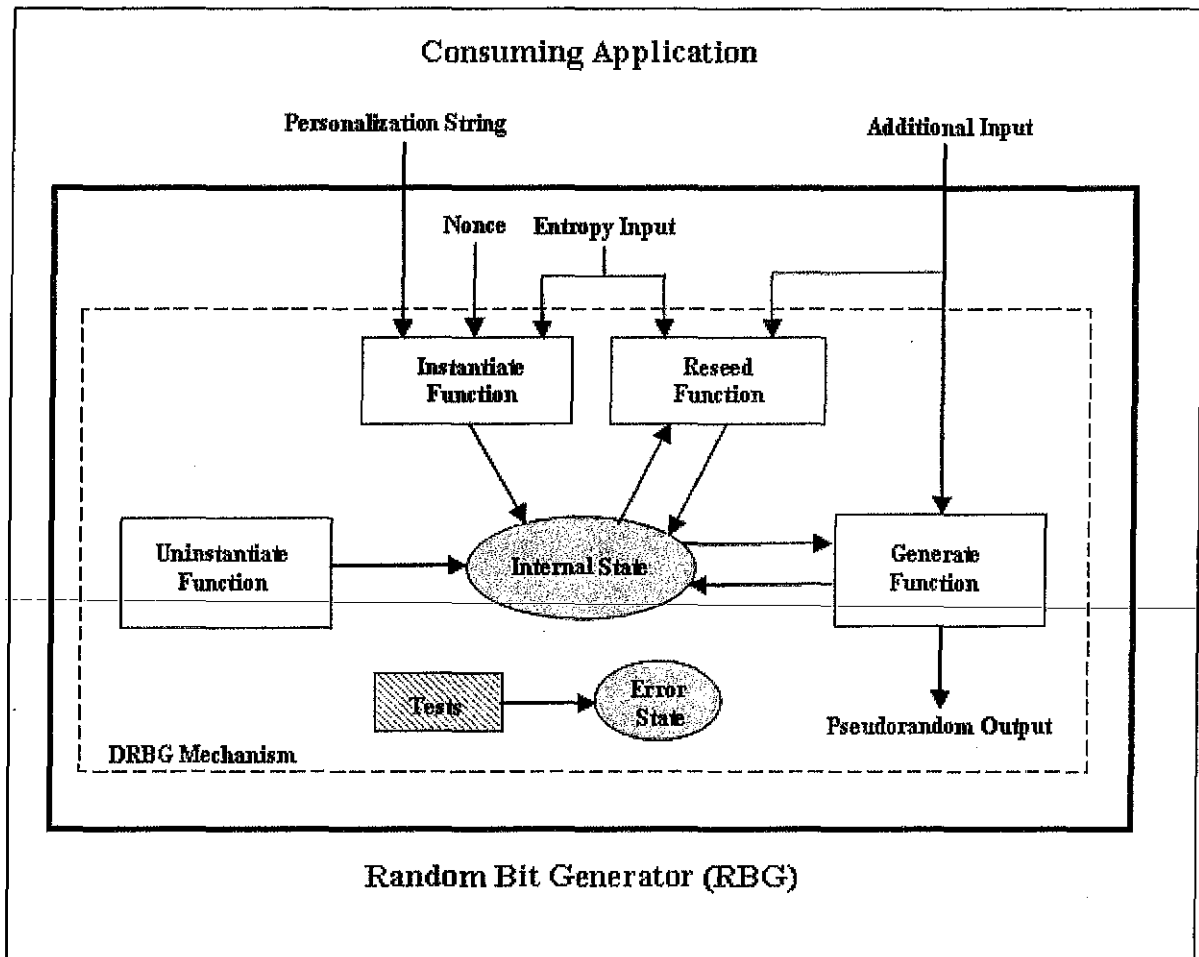 Consuming Application
Personalization String
Additional Input
Nonce
Entropy Input
Instantiate
Function
Reseed
Function
Uninstantiate
Function
Internal State
Generate
Function
Tests
Error
State
Pseudorandom Output
DRBG Mechanism
Random Bit Generator (RBG)